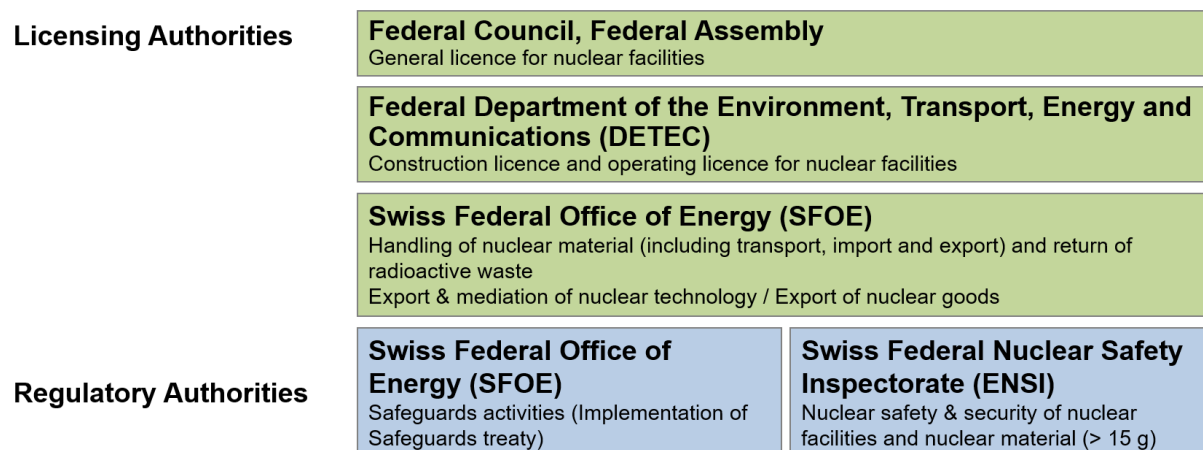 Licensing Authorities
Federal Council, Federal Assembly
General licence for nuclear facilities
Federal Department of the Environment, Transport, Energy and
Communications (DETEC)
Construction licence and operating licence for nuclear facilities
Swiss Federal Office of Energy (SFOE)
Handling of nuclear material (including transport, import and export) and return of
radioactive waste
Export & mediation of nuclear technology / Export of nuclear goods
Regulatory Authorities
Swiss Federal Office of
Energy (SFOE)
Safeguards activities (Implementation of
Safeguards treaty)
Swiss Federal Nuclear Safety
Inspectorate (ENSI)
Nuclear safety & security of nuclear
facilities and nuclear material (> 15 g)